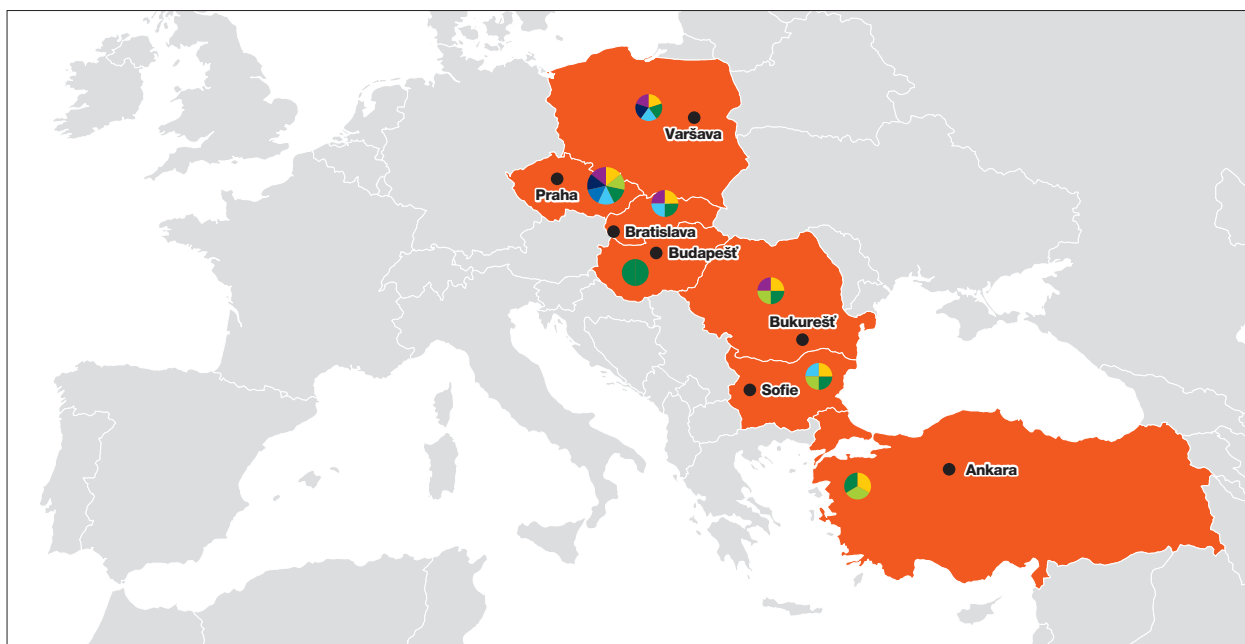 Varšava
Praha
Bratislava
Budapešť
Bukurešť
Sofie
Ankara